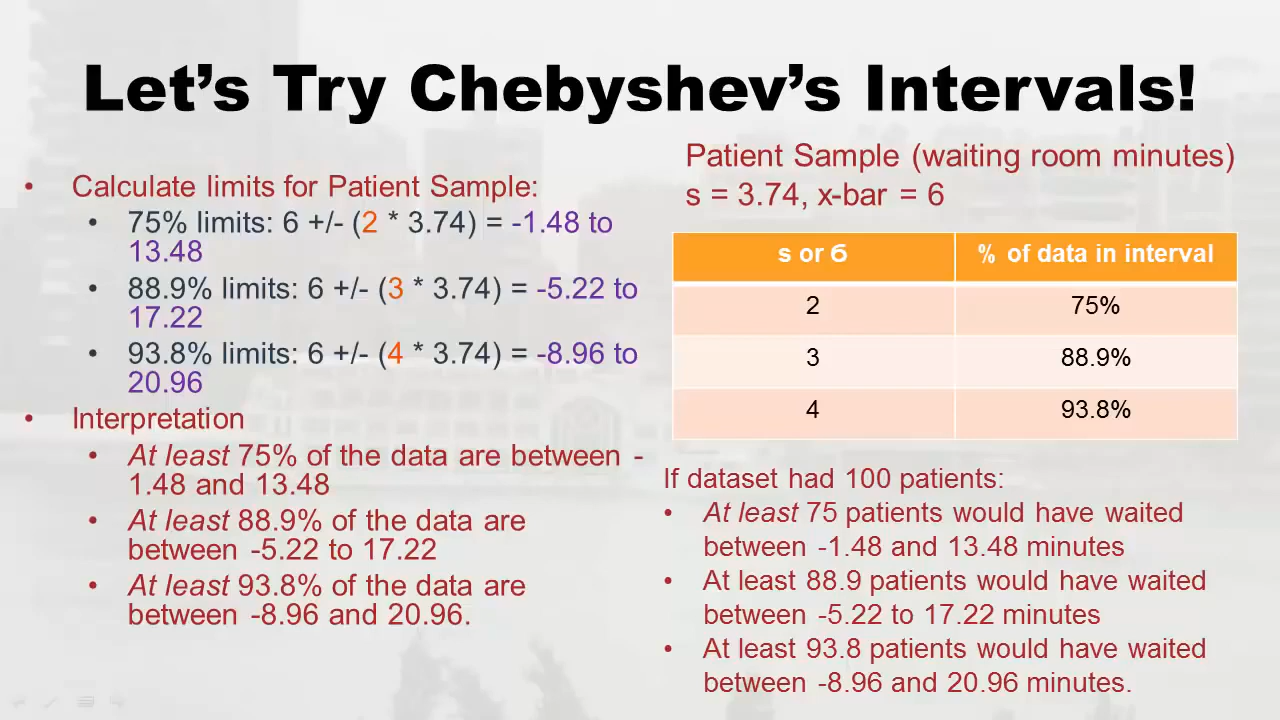 Let’s Try Chebyshev’s Intervals!
• Calculate limits for Patient Sample:
• 75% limits: 6 +/- (2 * 3.74) = -1.48 to
13.48
• 88.9% limits: 6 +/- (3 * 3.74) = -5.22 to
17.22
• 93.8% limits: 6 +/- (4 * 3.74) = -8.96 to
20.96
• Interpretation
• At least 75% of the data are between -
1.48 and 13.48
• At least 88.9% of the data are
between -5.22 to 17.22
• At least 93.8% of the data are
between -8.96 and 20.96.
Patient Sample (waiting room minutes)
s = 3.74, x-bar = 6
s or б % of data in interval
2 75%
3 88.9%
4 93.8%
If dataset had 100 patients:
• At least 75 patients would have waited
between -1.48 and 13.48 minutes
• At least 88.9 patients would have waited
between -5.22 to 17.22 minutes
• At least 93.8 patients would have waited
between -8.96 and 20.96 minutes.